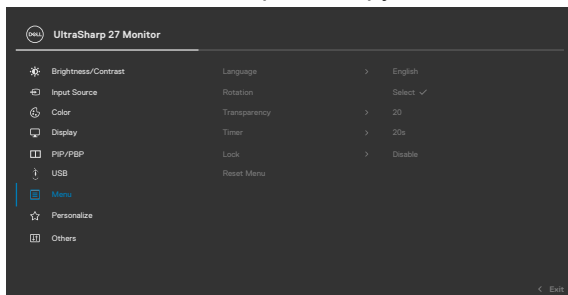 DELL UltraSharp 27 Monitor
Brightness/Contrast Language > English
Input Source Rotation Select ✓
Color Transparency > 20
Display Timer > 20s
PIP/PBP Lock > Disable
USB Reset Menu
Menu
Personalize
Others
< Exit